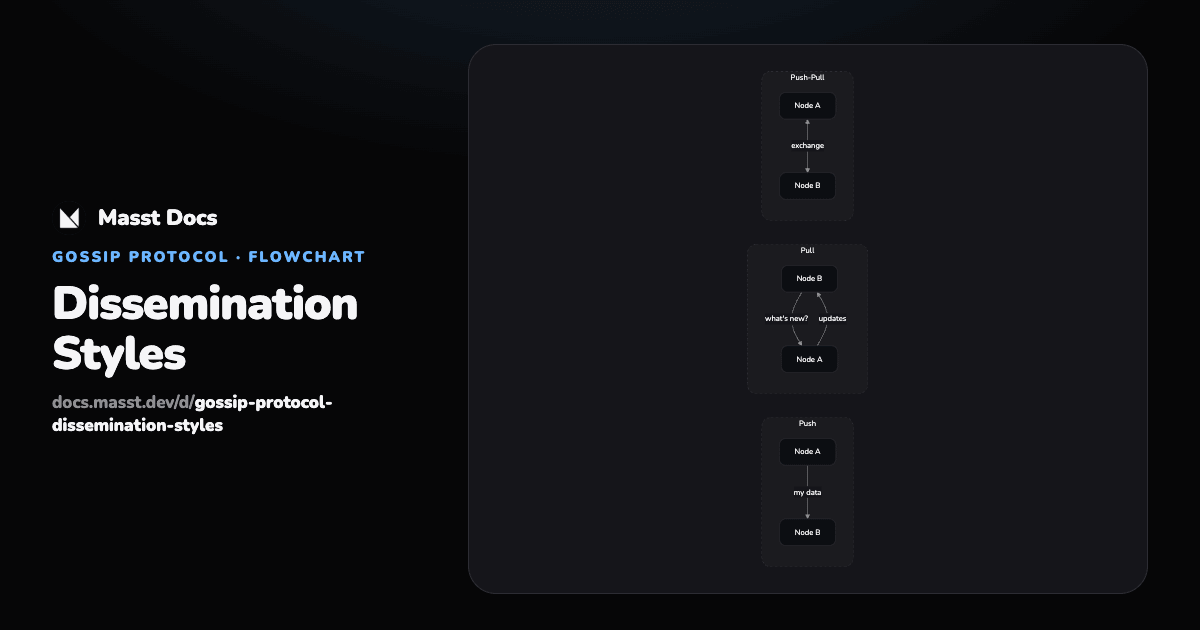 Masst Docs
GOSSIP PROTOCOL · FLOWCHART
Dissemination
Styles
docs.masst.dev/d/gossip-protocol-
dissemination-styles
Push-Pull
Node A
exchange
Node B
Pull
Node B
what's new? updates
Node A
Push
Node A
my data
Node B